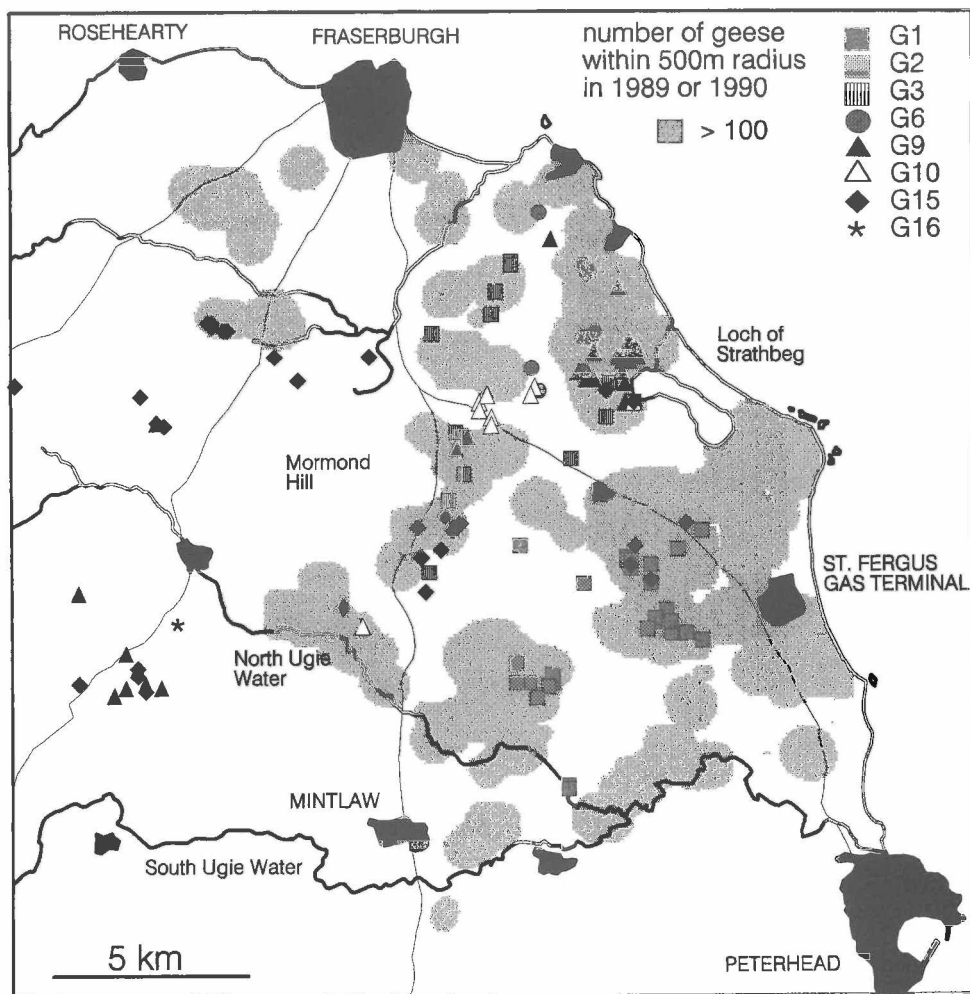 ROSEHEARTY
FRASERBURGH
number of geese
within 500m radius
in 1989 or 1990
> 100
G1
G2
G3
G6
G9
G10
G15
G16
Loch of
Strathbeg
Mormond
Hill
ST. FERGUS
GAS TERMINAL
North Ugie
Water
MINTLAW
South Ugie Water
5 km
PETERHEAD